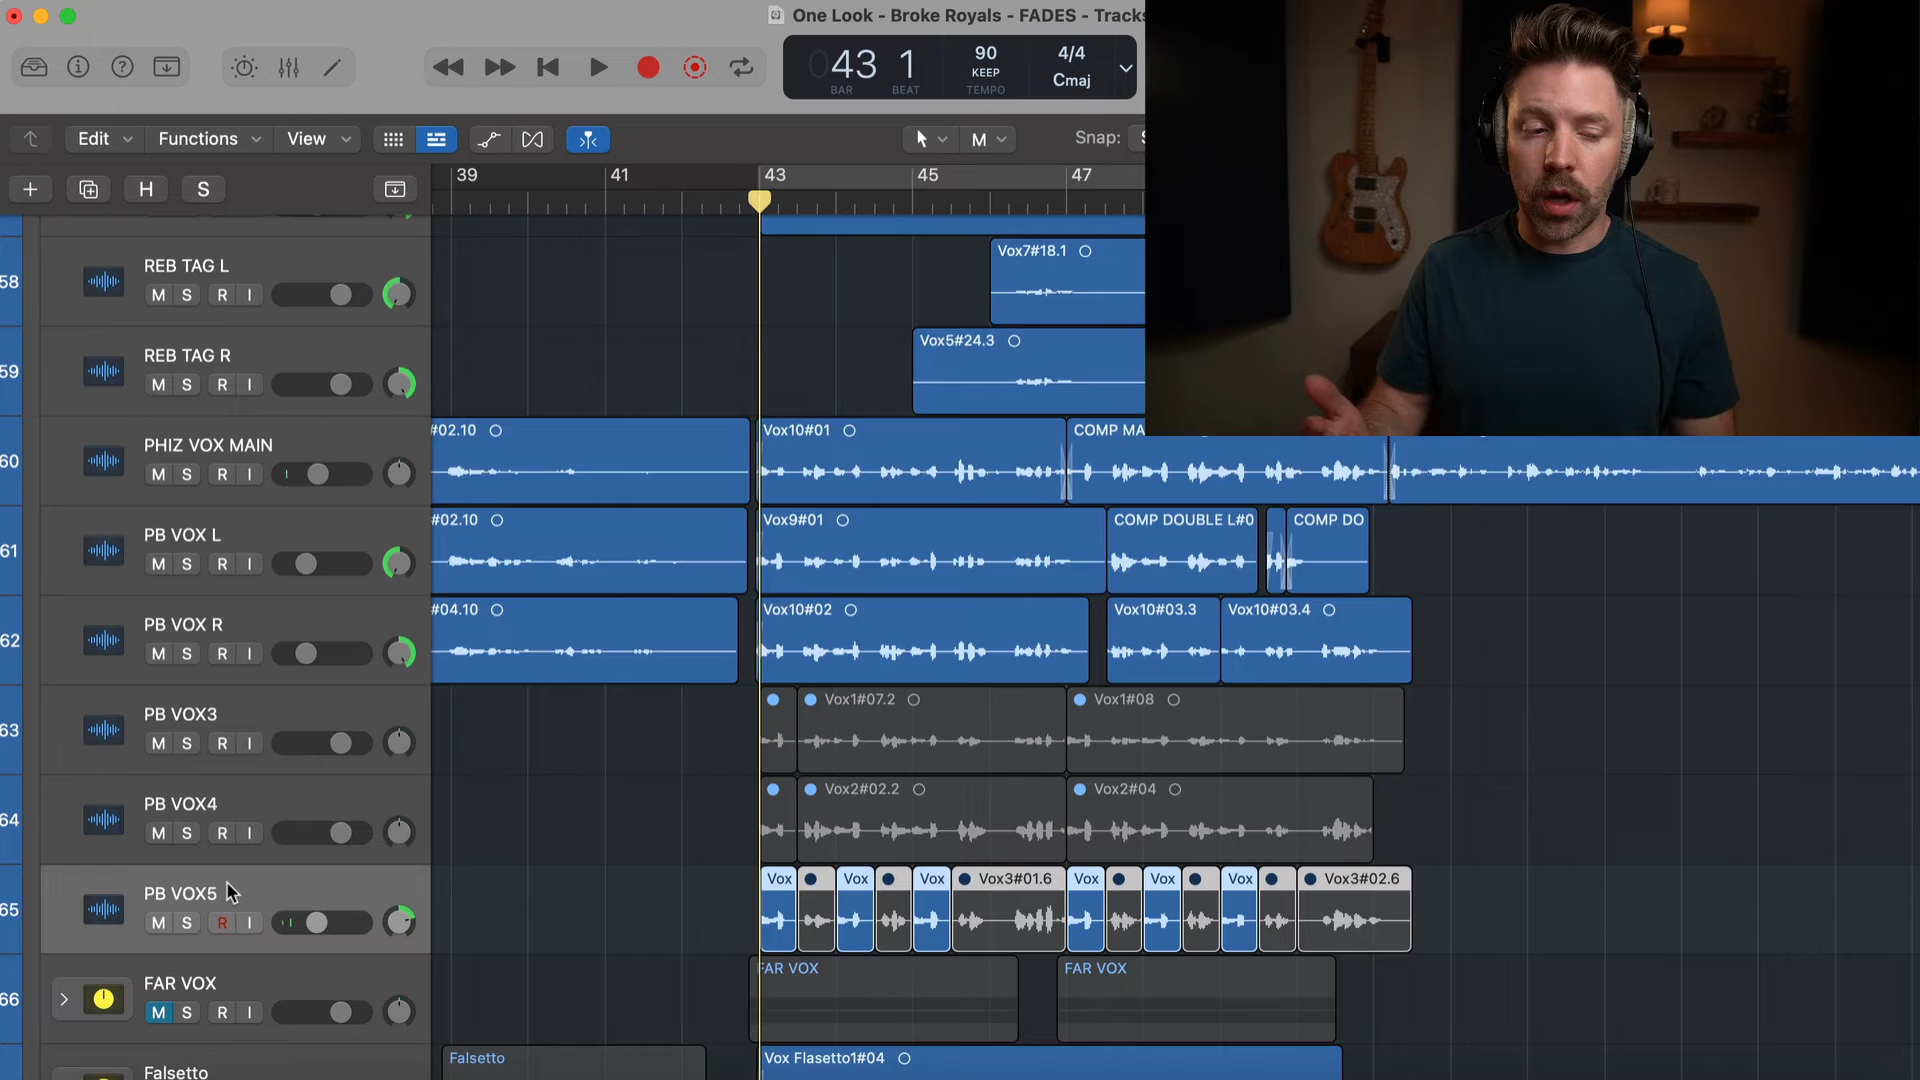 One Look - Broke Royals - FADES - Tracks
43 1
BAR BEAT
90
KEEP
TEMPO
4/4
Cmaj
Edit Functions View
M
Snap:
H S
39 41 43 45 47
58
REB TAG L
M S R I
Vox7#18.1
59
REB TAG R
M S R I
Vox5#24.3
60
PHIZ VOX MAIN
M S R I
#02.10 Vox10#01 COMP MA
61
PB VOX L
M S R I
#02.10 Vox9#01 COMP DOUBLE L#0 COMP DO
62
PB VOX R
M S R I
#04.10 Vox10#02 Vox10#03.3 Vox10#03.4
63
PB VOX3
M S R I
Vox1#07.2 Vox1#08
64
PB VOX4
M S R I
Vox2#02.2 Vox2#04
65
PB VOX5
M S R I
Vox Vox Vox Vox3#01.6 Vox Vox Vox Vox3#02.6
66
FAR VOX
M S R I
FAR VOX FAR VOX
Falsetto
Falsetto Vox Flasetto1#04